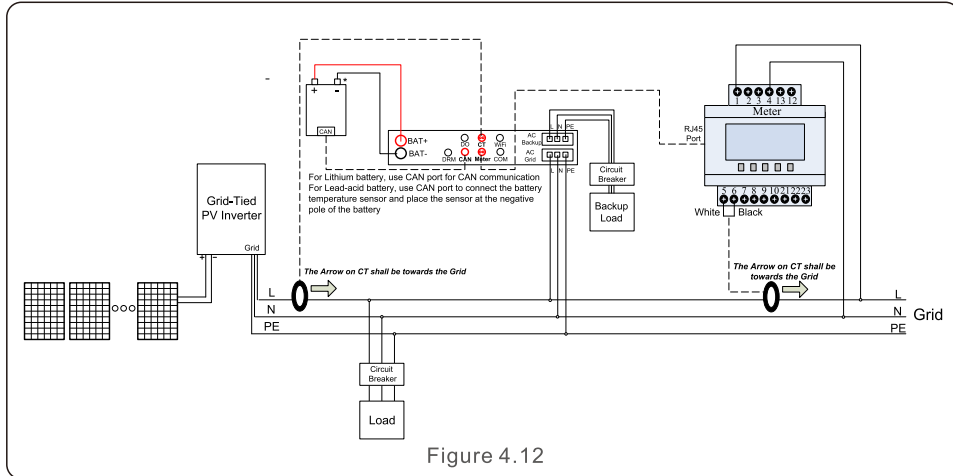 1 2 3 4 13 12
Meter
RJ45
Port
5 6 7 8 9 10 21 22 23
White
Black
+ - *
CAN
BAT+
BAT-
DO CT WiFi
DRM CAN Meter COM
L N PE
AC
Backup
AC
Grid
L N PE
Circuit
Breaker
Backup
Load
For Lithium battery, use CAN port for CAN communication
For Lead-acid battery, use CAN port to connect the battery
temperature sensor and place the sensor at the negative
pole of the battery
Grid-Tied
PV Inverter
Grid
+ -
The Arrow on CT shall be towards the Grid
The Arrow on CT shall be
towards the Grid
L
N
PE
L
N
PE
Grid
Circuit
Breaker
Load
Figure 4.12